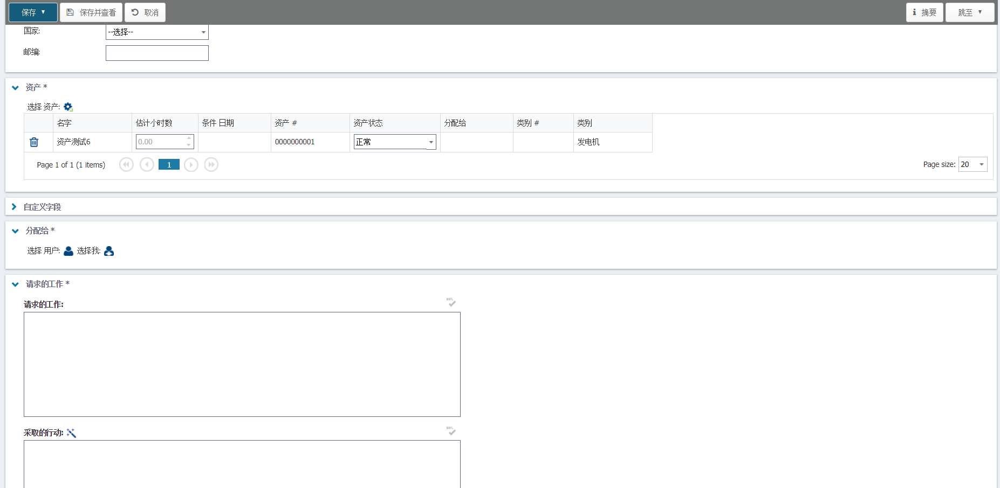 保存 ▼ 保存并查看 取消 摘要 跳至 ▼
国家: --选择--
邮编:
资产 *
选择 资产:
名字 估计小时数 条件 日期 资产 # 资产状态 分配给 类别 # 类别
资产测试6 0.00 0000000001 正常 发电机
Page 1 of 1 (1 items) 1 Page size: 20
自定义字段
分配给 *
选择 用户: 选择我:
请求的工作 *
请求的工作:
采取的行动: